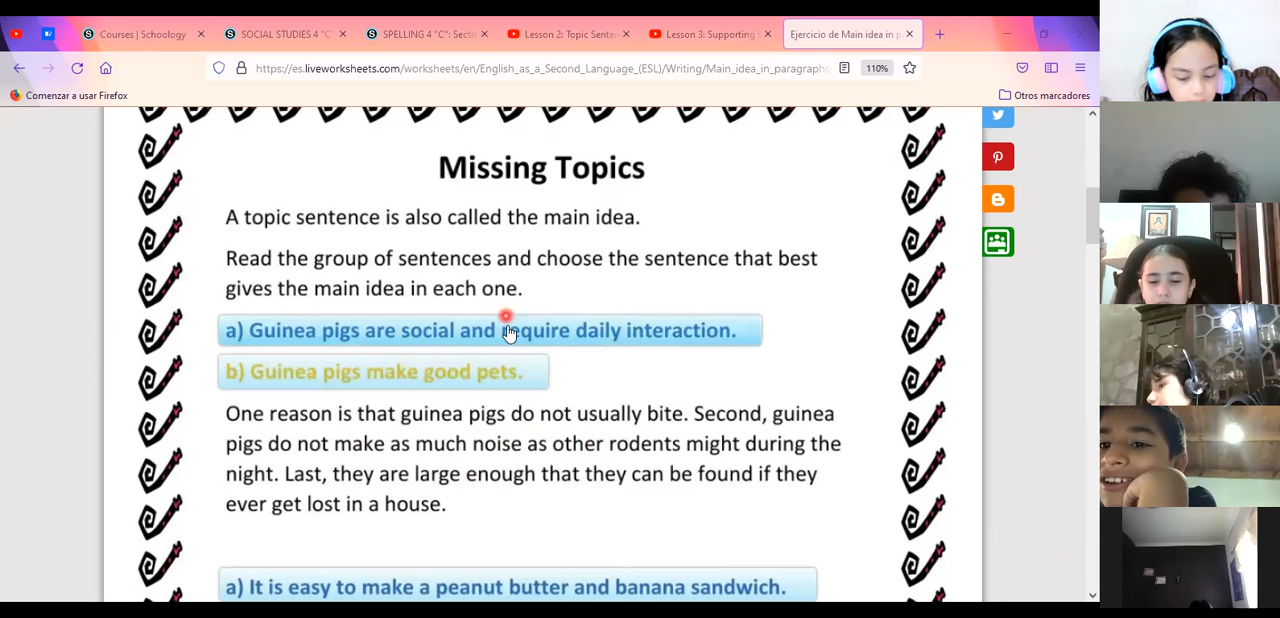 Courses | Schoology
SOCIAL STUDIES 4 "C"
SPELLING 4 "C": Secti
Lesson 2: Topic Senter
Lesson 3: Supporting
Ejercicio de Main idea in p
https://es.liveworksheets.com/worksheets/en/English_as_a_Second_Language_(ESL)/Writing/Main_idea_in_paragraphs
110%
Comenzar a usar Firefox
Otros marcadores
Missing Topics
A topic sentence is also called the main idea.
Read the group of sentences and choose the sentence that best
gives the main idea in each one.
a) Guinea pigs are social and require daily interaction.
b) Guinea pigs make good pets.
One reason is that guinea pigs do not usually bite. Second, guinea
pigs do not make as much noise as other rodents might during the
night. Last, they are large enough that they can be found if they
ever get lost in a house.
a) It is easy to make a peanut butter and banana sandwich.